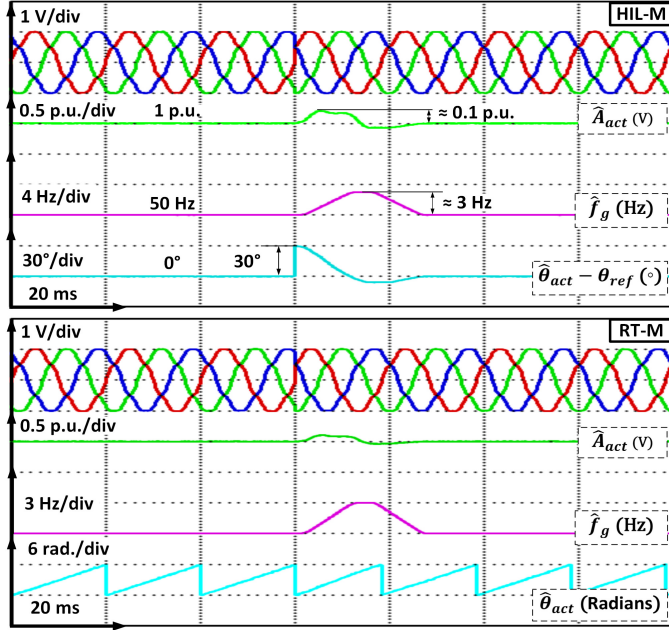 1 V/div
HIL-M
0.5 p.u./div
1 p.u.
≈ 0.1 p.u.
Â_act (V)
4 Hz/div
50 Hz
≈ 3 Hz
f̂_g (Hz)
30°/div
0°
30°
θ̂_act − θ_ref (°)
20 ms
1 V/div
RT-M
0.5 p.u./div
Â_act (V)
3 Hz/div
f̂_g (Hz)
6 rad./div
20 ms
θ̂_act (Radians)